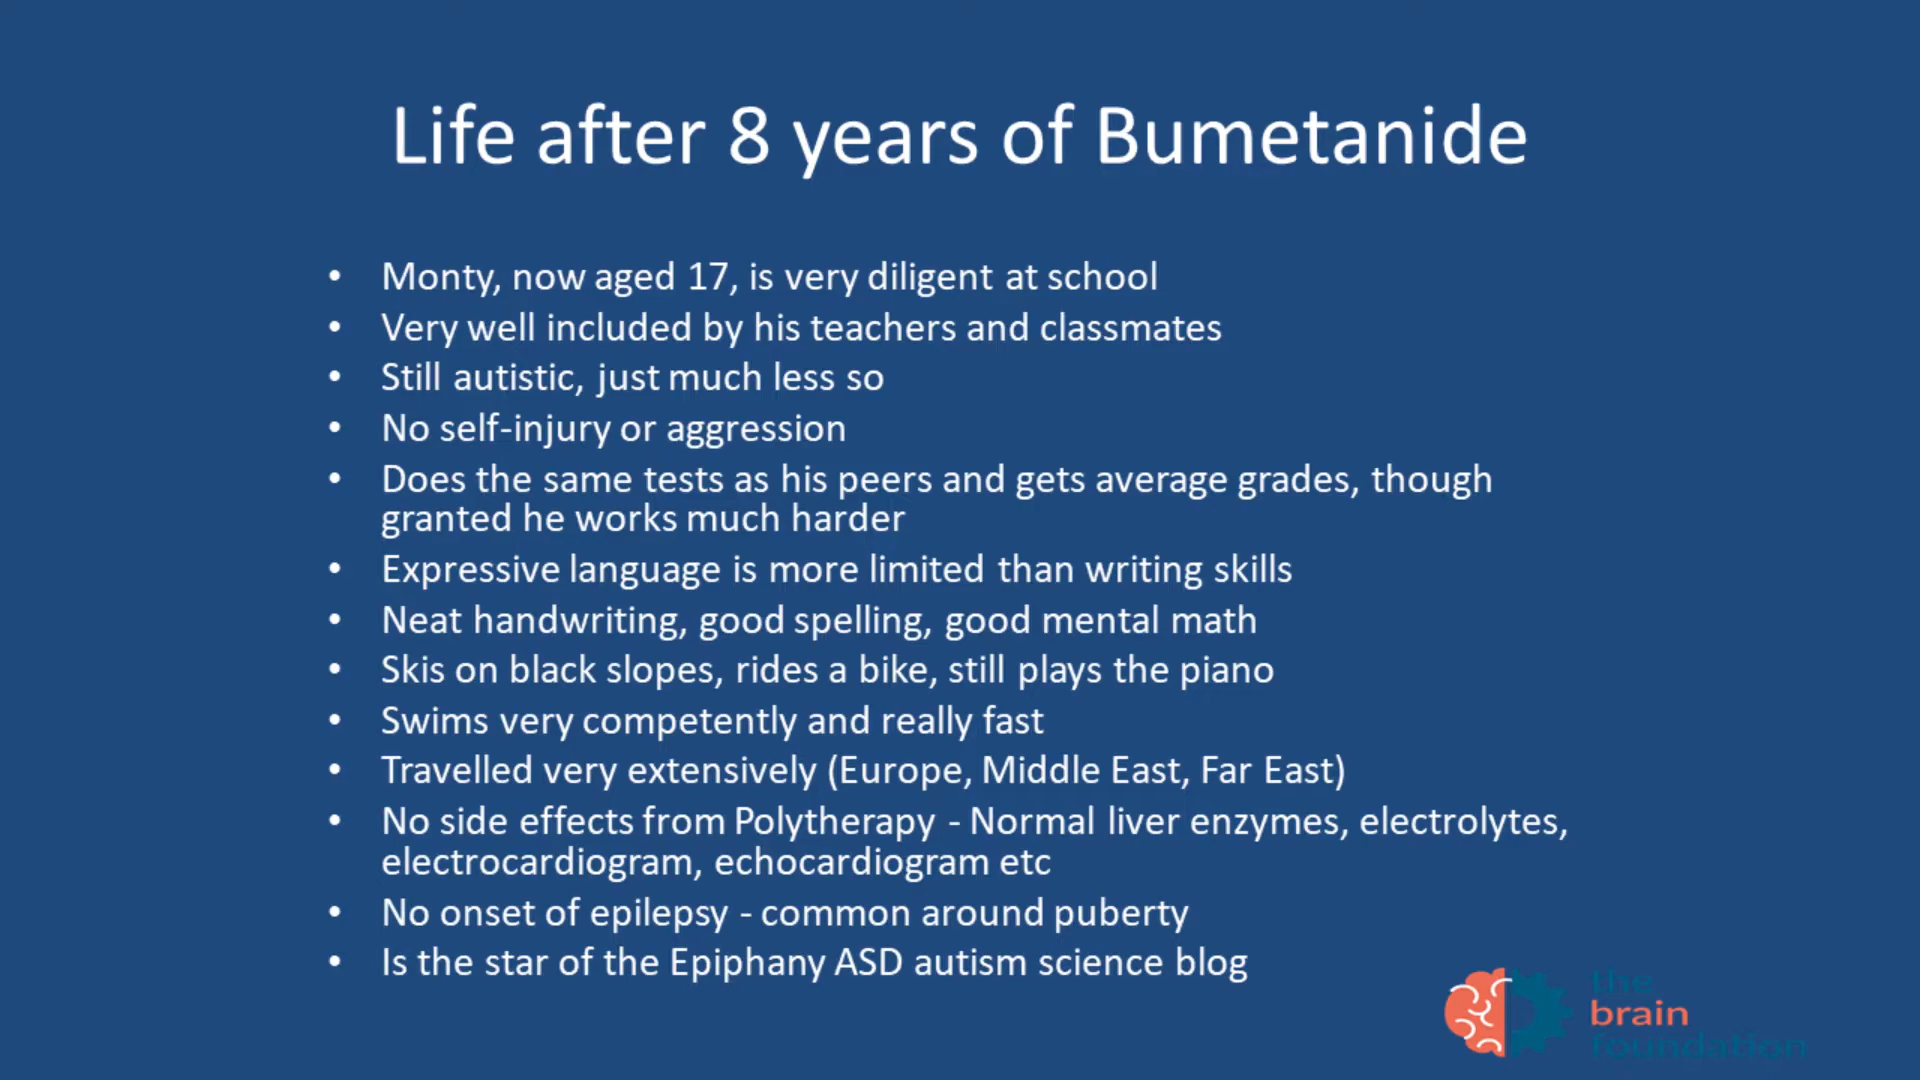 Life after 8 years of Bumetanide
• Monty, now aged 17, is very diligent at school
• Very well included by his teachers and classmates
• Still autistic, just much less so
• No self-injury or aggression
• Does the same tests as his peers and gets average grades, though
granted he works much harder
• Expressive language is more limited than writing skills
• Neat handwriting, good spelling, good mental math
• Skis on black slopes, rides a bike, still plays the piano
• Swims very competently and really fast
• Travelled very extensively (Europe, Middle East, Far East)
• No side effects from Polytherapy - Normal liver enzymes, electrolytes,
electrocardiogram, echocardiogram etc
• No onset of epilepsy - common around puberty
• Is the star of the Epiphany ASD autism science blog
the
brain
foundation